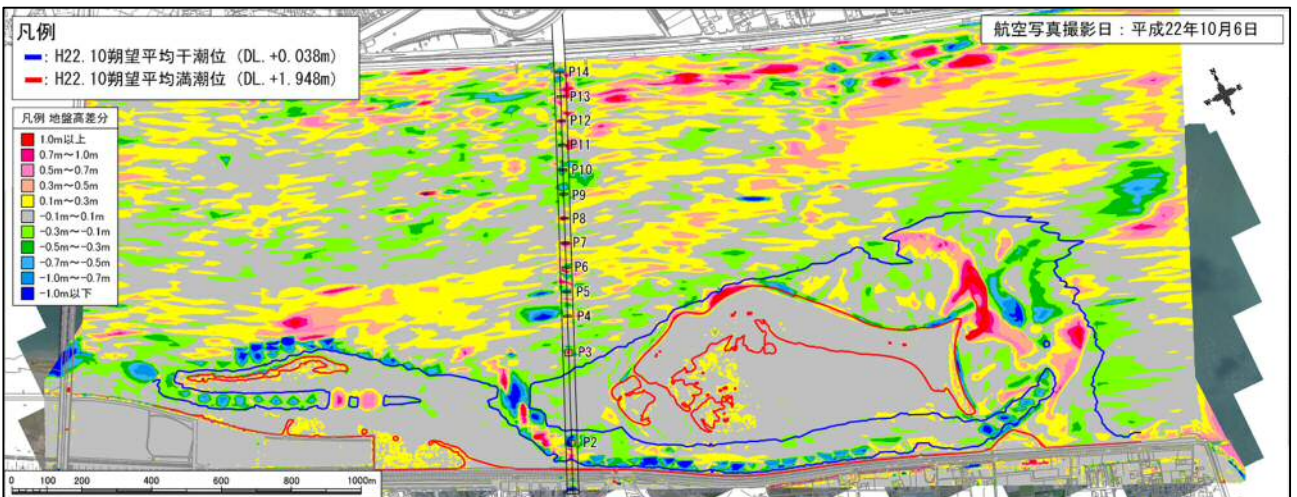 凡例
: H22.10朔望平均干潮位 (DL.+0.038m)
: H22.10朔望平均満潮位 (DL.+1.948m)
航空写真撮影日：平成22年10月6日
凡例 地盤高差分
1.0m以上
0.7m～1.0m
0.5m～0.7m
0.3m～0.5m
0.1m～0.3m
-0.1m～0.1m
-0.3m～-0.1m
-0.5m～-0.3m
-0.7m～-0.5m
-1.0m～-0.7m
-1.0m以下
P14
P13
P12
P11
P10
P9
P8
P7
P6
P5
P4
P3
P2
0 200 400 600 800 1000m